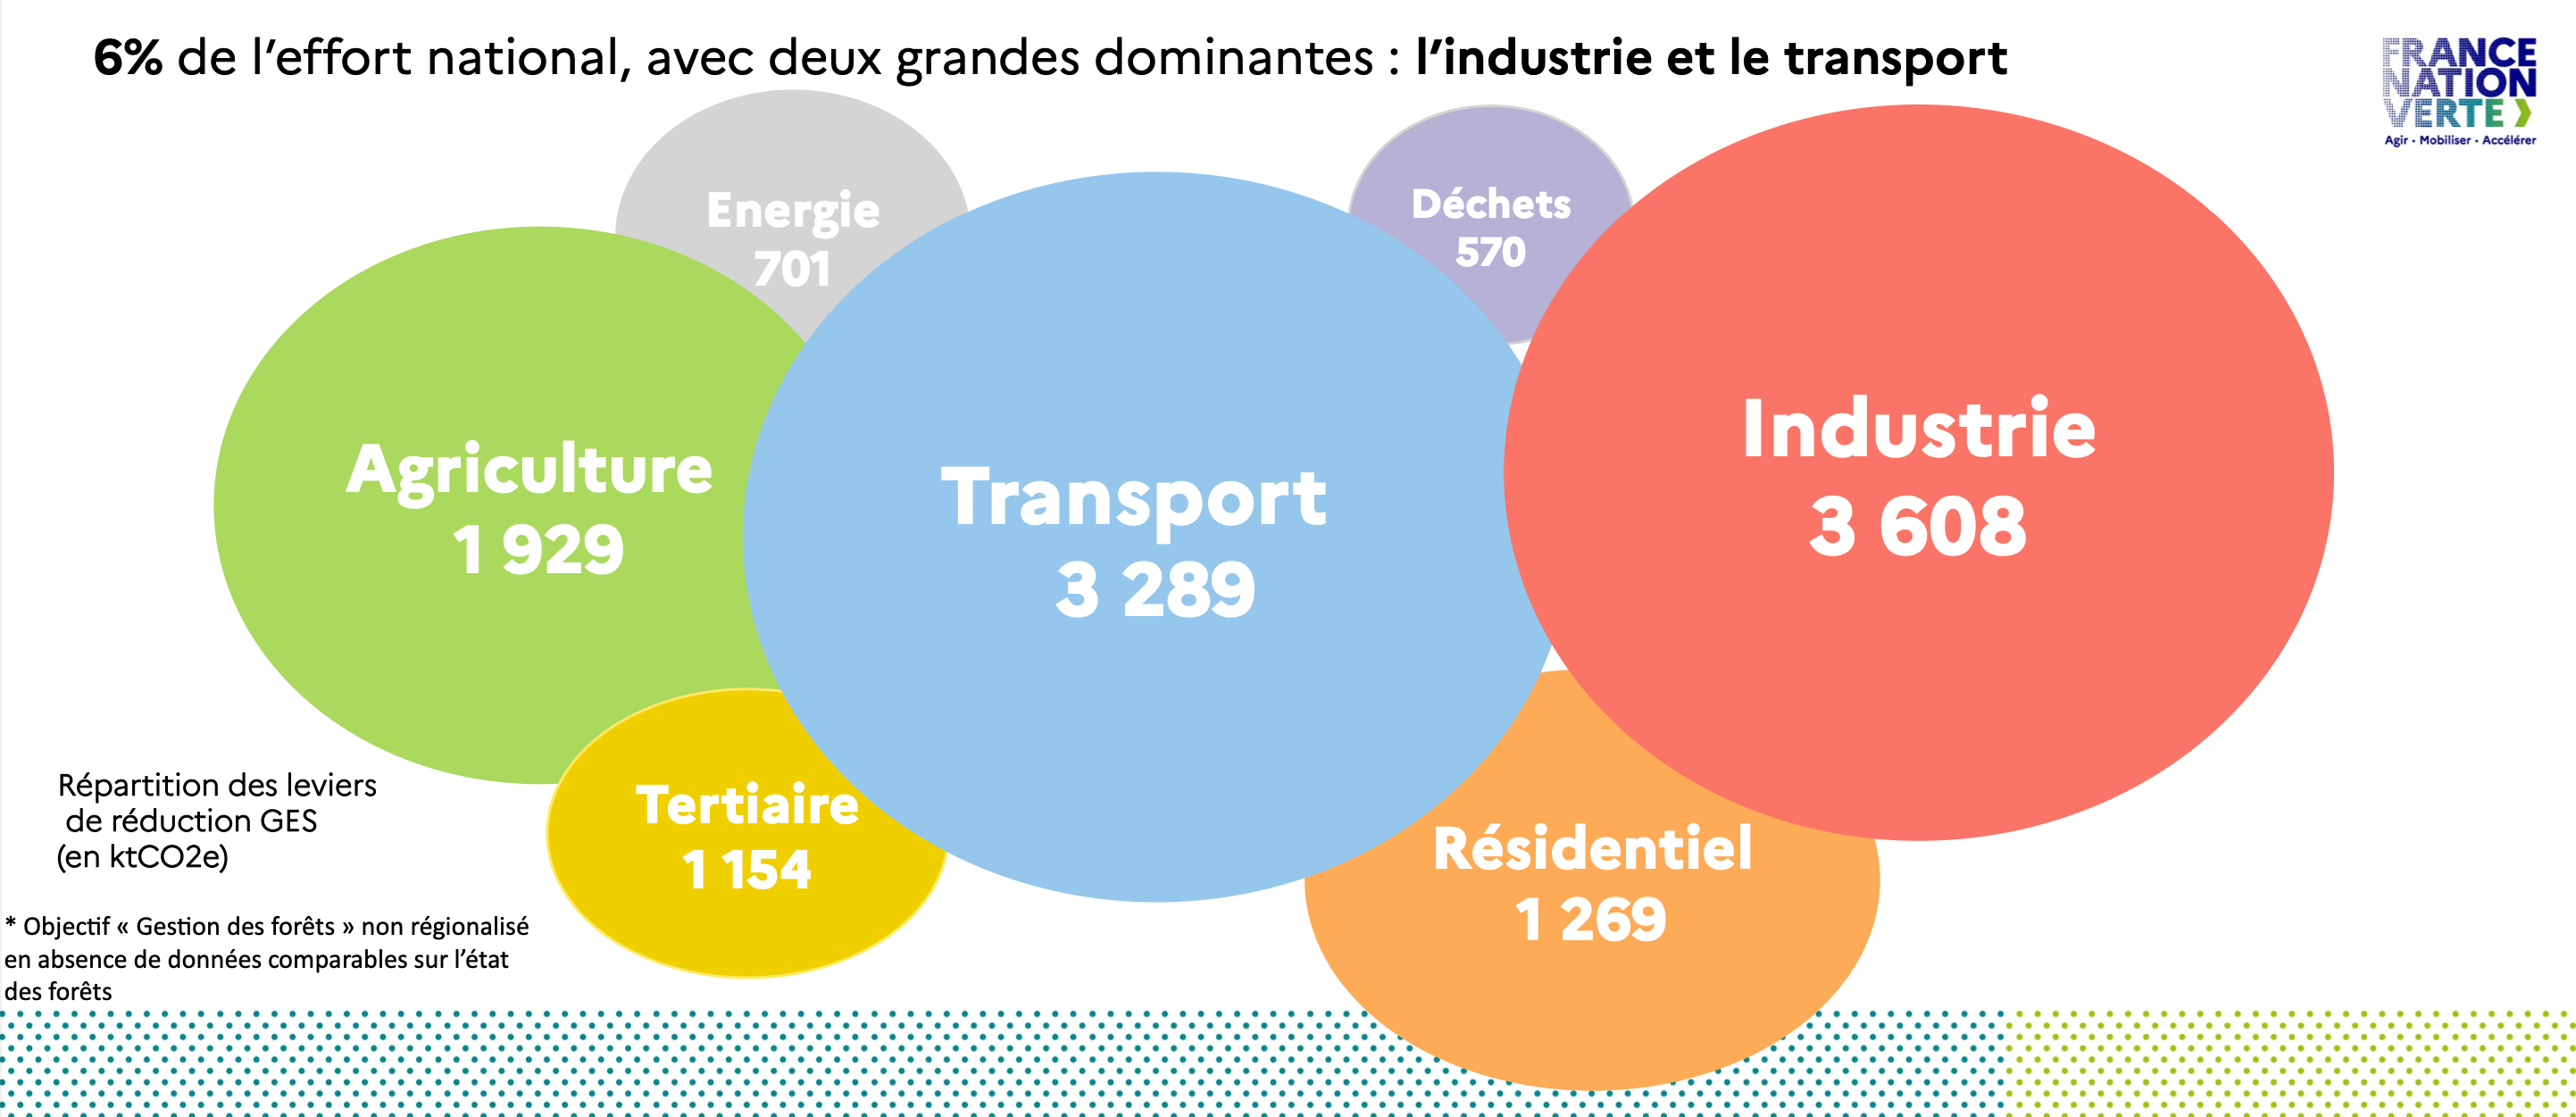 6% de l’effort national, avec deux grandes dominantes : l’industrie et le transport
FRANCE
NATION
VERTE
Agir • Mobiliser • Accélérer
Energie
701
Déchets
570
Agriculture
1 929
Transport
3 289
Industrie
3 608
Tertiaire
1 154
Résidentiel
1 269
Répartition des leviers
de réduction GES
(en ktCO2e)
* Objectif « Gestion des forêts » non régionalisé
en absence de données comparables sur l’état
des forêts